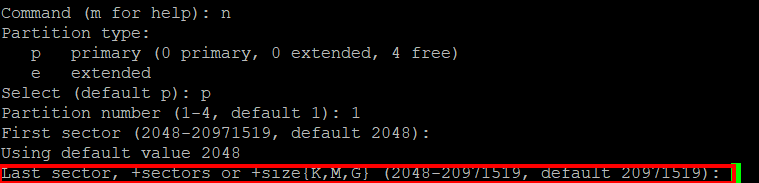 Command (m for help): n
Partition type:
   p   primary (0 primary, 0 extended, 4 free)
   e   extended
Select (default p): p
Partition number (1-4, default 1): 1
First sector (2048-20971519, default 2048):
Using default value 2048
Last sector, +sectors or +size{K,M,G} (2048-20971519, default 20971519):